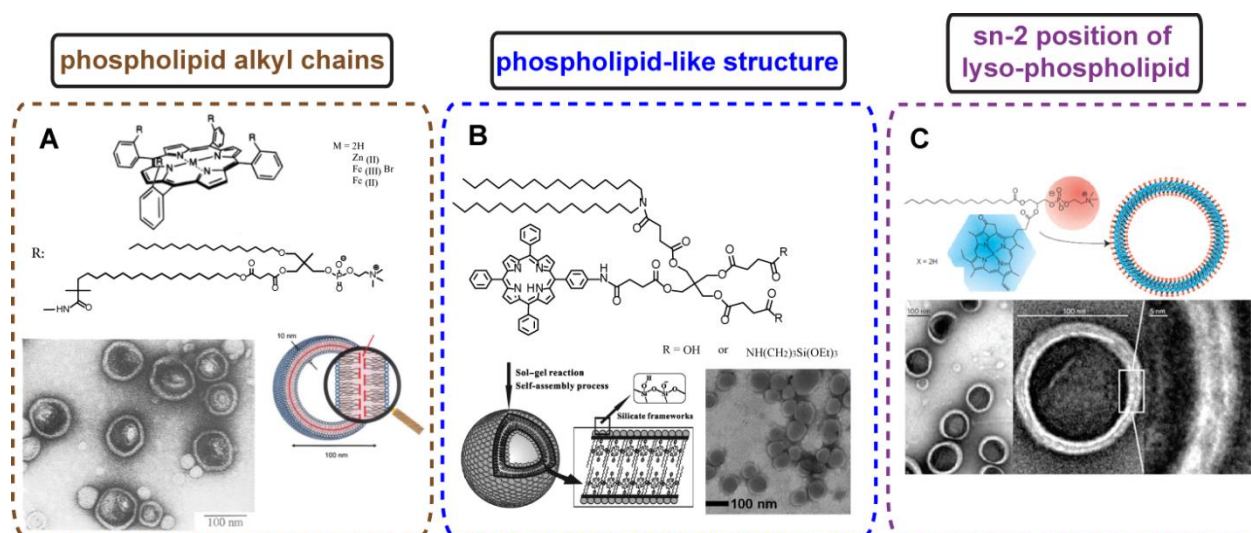 phospholipid alkyl chains
phospholipid-like structure
sn-2 position of
lyso-phospholipid
A
R
R
R
R
N
N
N
N
M
M = 2H
Zn (II)
Fe (III) Br
Fe (II)
R:
O
O
O
O
O
O
O
P
O
H
N
HN
O
10 nm
100 nm
100 nm
B
N
O
O
O
N
N
HN
N
H
N
O
O
O
O
O
O
O
O
O
R
R
R = OH or NH(CH2)3Si(OEt)3
Sol-gel reaction
Self-assembly process
Silicate frameworks
100 nm
C
O
O
O
P
O
N
X = 2H
100 nm
100 nm
5 nm